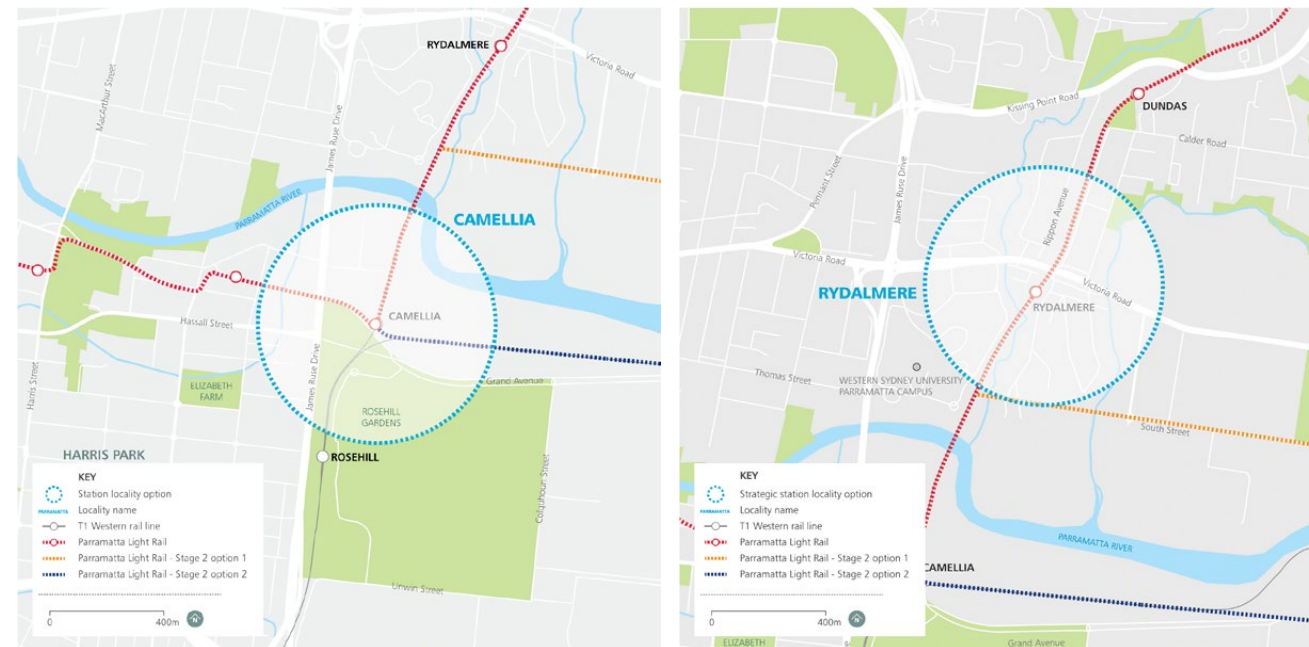 RYDALMERE
Victoria Road
MacArthur Street
James Ruse Drive
PARRAMATTA RIVER
CAMELLIA
CAMELLIA
Hassall Street
James Ruse Drive
Grand Avenue
Harris Street
ELIZABETH
FARM
ROSEHILL
GARDENS
HARRIS PARK
ROSEHILL
Colquhoun Street
Unwin Street
KEY
Station locality option
PARRAMATTA
Locality name
T1 Western rail line
Parramatta Light Rail
Parramatta Light Rail - Stage 2 option 1
Parramatta Light Rail - Stage 2 option 2
0
400m
N
Kissing Point Road
DUNDAS
Calder Road
Pennant Street
James Ruse Drive
Rippon Avenue
Victoria Road
RYDALMERE
Victoria Road
RYDALMERE
Thomas Street
WESTERN SYDNEY UNIVERSITY
PARRAMATTA CAMPUS
South Street
PARRAMATTA RIVER
CAMELLIA
KEY
Strategic station locality option
PARRAMATTA
Locality name
T1 Western rail line
Parramatta Light Rail
Parramatta Light Rail - Stage 2 option 1
Parramatta Light Rail - Stage 2 option 2
0
400m
N
ELIZABETH
Grand Avenue